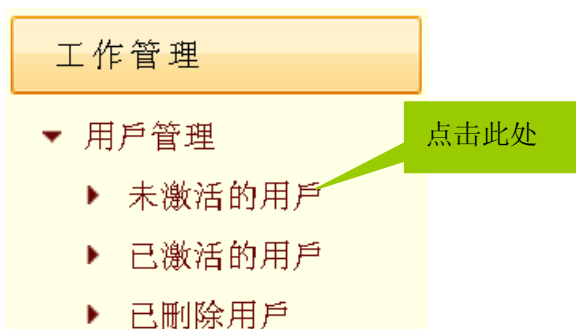 工作管理
用戶管理
点击此处
未激活的用戶
已激活的用戶
已刪除用戶